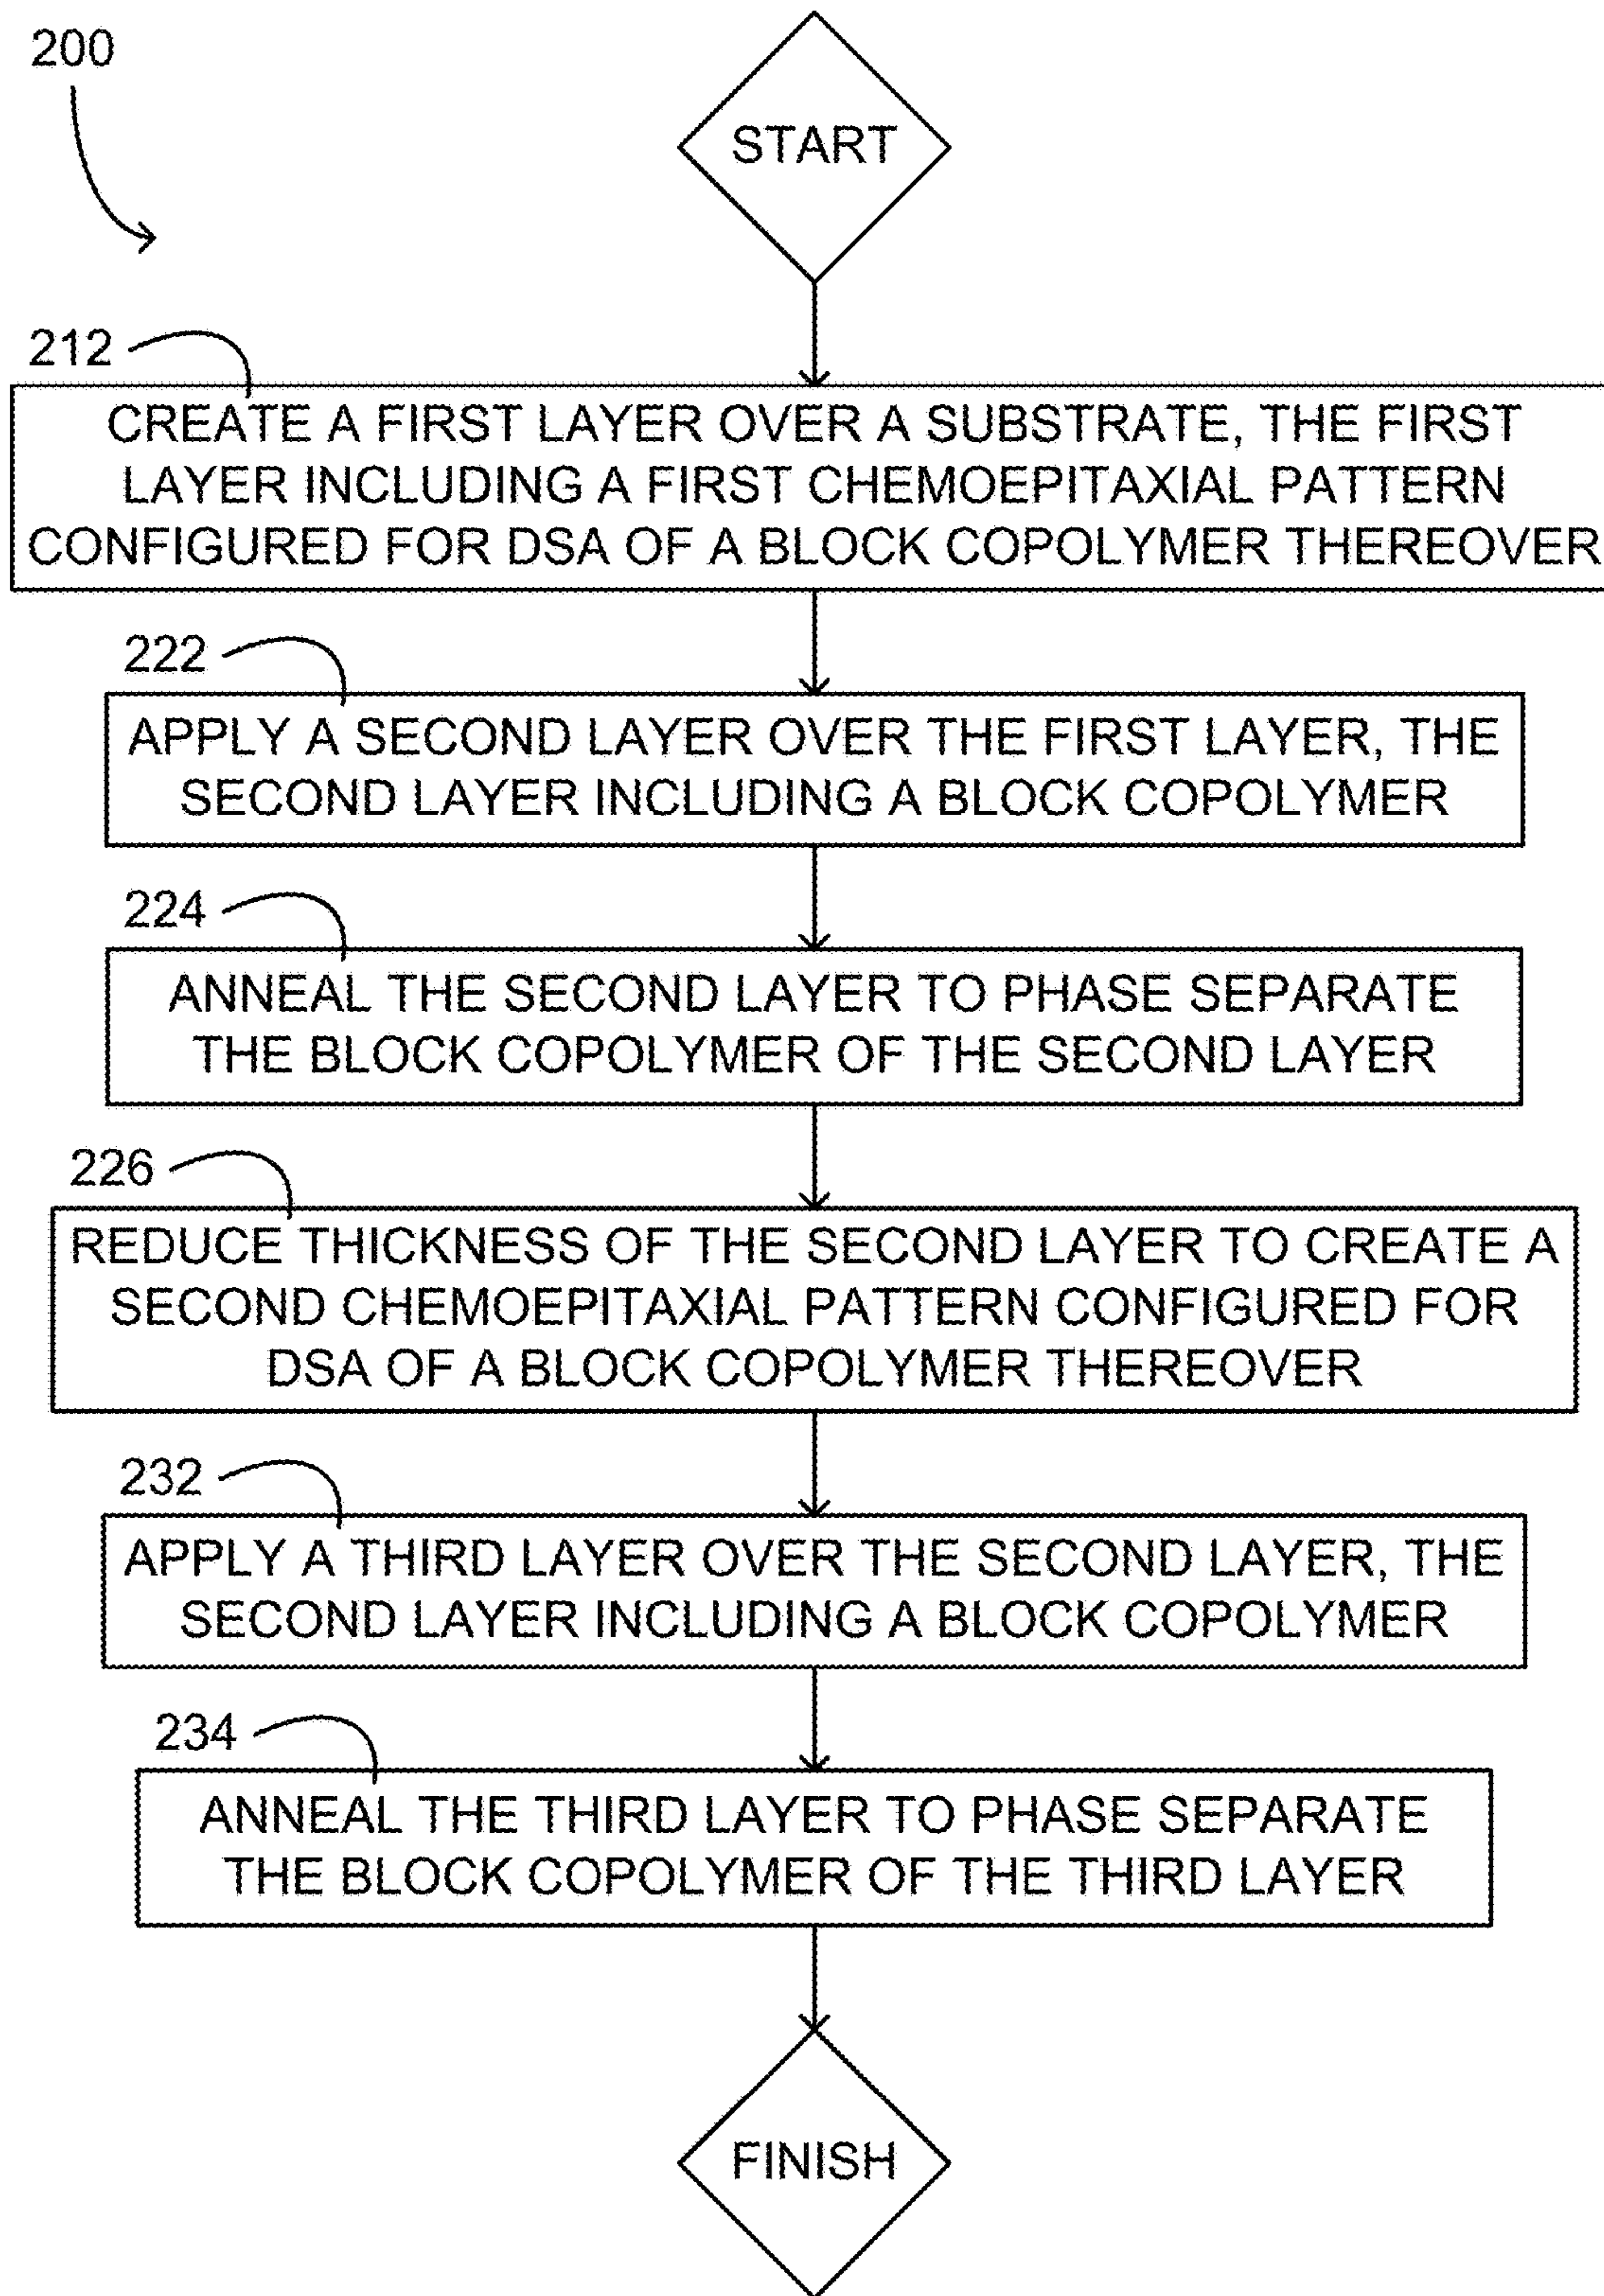 200
START
212
CREATE A FIRST LAYER OVER A SUBSTRATE, THE FIRST
LAYER INCLUDING A FIRST CHEMOEPITAXIAL PATTERN
CONFIGURED FOR DSA OF A BLOCK COPOLYMER THEREOVER
222
APPLY A SECOND LAYER OVER THE FIRST LAYER, THE
SECOND LAYER INCLUDING A BLOCK COPOLYMER
224
ANNEAL THE SECOND LAYER TO PHASE SEPARATE
THE BLOCK COPOLYMER OF THE SECOND LAYER
226
REDUCE THICKNESS OF THE SECOND LAYER TO CREATE A
SECOND CHEMOEPITAXIAL PATTERN CONFIGURED FOR
DSA OF A BLOCK COPOLYMER THEREOVER
232
APPLY A THIRD LAYER OVER THE SECOND LAYER, THE
SECOND LAYER INCLUDING A BLOCK COPOLYMER
234
ANNEAL THE THIRD LAYER TO PHASE SEPARATE
THE BLOCK COPOLYMER OF THE THIRD LAYER
FINISH